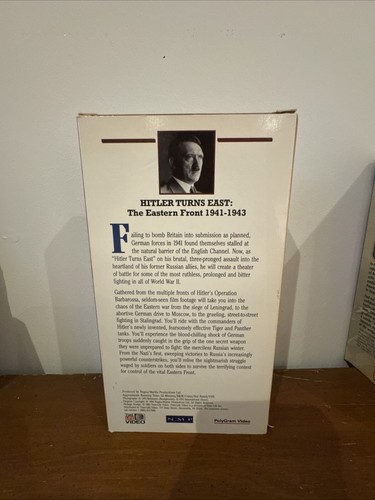 HITLER TURNS EAST:
The Eastern Front 1941-1943
Failing to bomb Britain into submission as planned,
German forces in 1941 found themselves stalled at
the natural barrier of the English Channel. Now, as
"Hitler Turns East" on his brutal, three-pronged assault into the
heartland of his former Russian allies, he will create a theater
of battle for some of the most ruthless, prolonged and bitter
fighting in all of World War II.
Gathered from the multiple fronts of Hitler's Operation
Barbarossa, seldom-seen film footage will take you into the
chaos of the Eastern war from the siege of Leningrad, to the
abortive German drive to Moscow, to the grueling, street-to-street
fighting in Stalingrad. You'll ride with the commanders of
Hitler's newly invented, fearsomely effective Tiger and Panther
tanks. You'll experience the blood-chilling shock of German
troops suddenly caught in the grip of the one secret weapon
they were unprepared to fight: the merciless Russian winter.
From the Nazi's first, sweeping victories to Russia's increasingly
powerful counterstrikes, you'll relive the nightmarish struggle
waged by soldiers on both sides to survive the terrifying contest
for control of the vital Eastern Front.
VIDEO
NMP
PolyGram Video